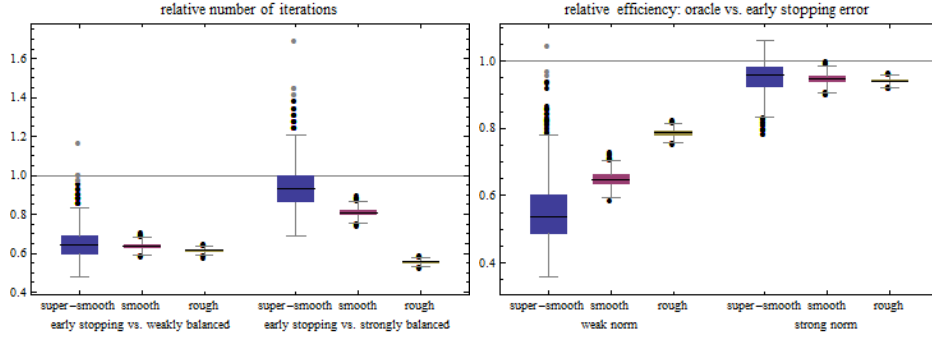 relative number of iterations
1.6
1.4
1.2
1.0
0.8
0.6
0.4
super-smooth smooth rough super-smooth smooth rough
early stopping vs. weakly balanced early stopping vs. strongly balanced
relative efficiency: oracle vs. early stopping error
1.0
0.8
0.6
0.4
super-smooth smooth rough super-smooth smooth rough
weak norm strong norm